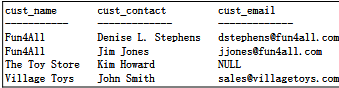 cust_name cust_contact cust_email
----------- ------------- -------------
Fun4All Denise L. Stephens dstephens@fun4all.com
Fun4All Jim Jones jjones@fun4all.com
The Toy Store Kim Howard NULL
Village Toys John Smith sales@villagetoys.com